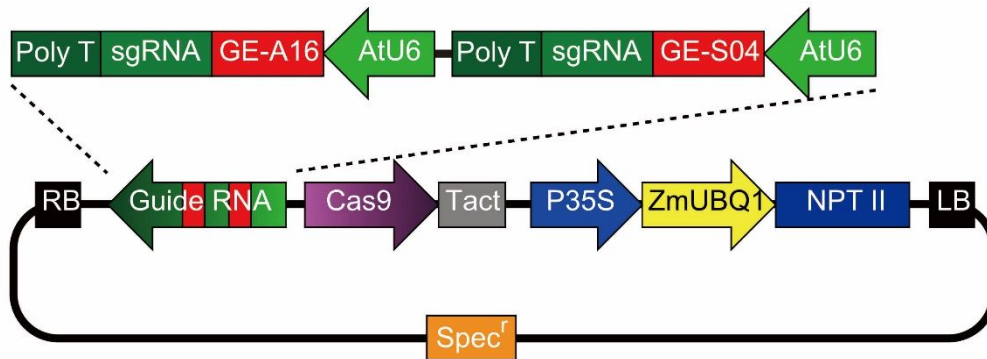 Poly T sgRNA GE-A16 AtU6 Poly T sgRNA GE-S04 AtU6
RB Guide RNA Cas9 Tact P35S ZmUBQ1 NPT II LB
Spec^r